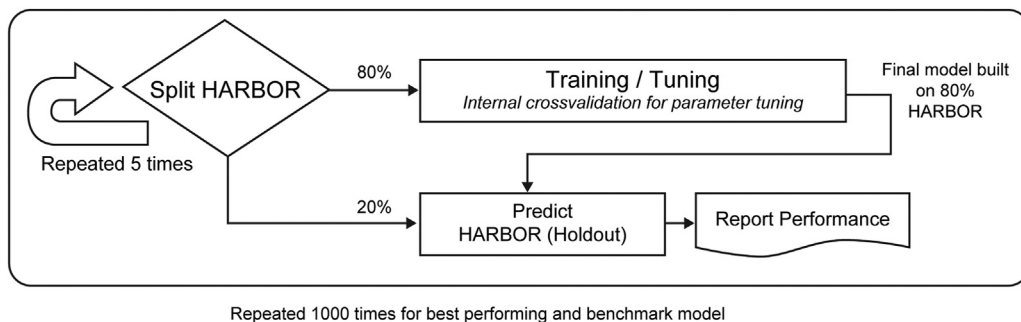 Split HARBOR
80%
Training / Tuning
Internal crossvalidation for parameter tuning
Final model built
on 80%
HARBOR
Repeated 5 times
20%
Predict
HARBOR (Holdout)
Report Performance
Repeated 1000 times for best performing and benchmark model